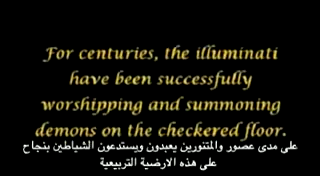 For centuries, the illuminati
have been successfully
worshipping and summoning
demons on the checkered floor.
على مدى عصور والمتنورين يعبدون ويستدعون الشياطين بنجاح
على هذه الارضية التربيعية